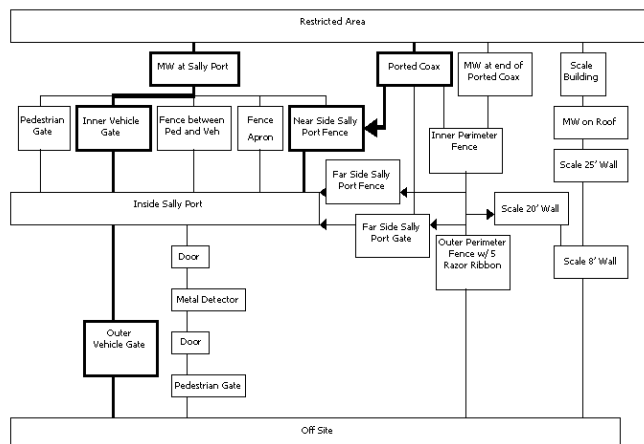 Restricted Area
MW at Sally Port
Ported Coax
MW at end of
Ported Coax
Scale
Building
Pedestrian
Gate
Inner Vehicle
Gate
Fence between
Ped and Veh
Fence
Apron
Near Side Sally
Port Fence
Inner Perimeter
Fence
MW on Roof
Scale 25' Wall
Far Side Sally
Port Fence
Inside Sally Port
Scale 20' Wall
Far Side Sally
Port Gate
Outer Perimeter
Fence w/ 5
Razor Ribbon
Door
Scale 8' Wall
Metal Detector
Outer
Vehicle Gate
Door
Pedestrian Gate
Off Site